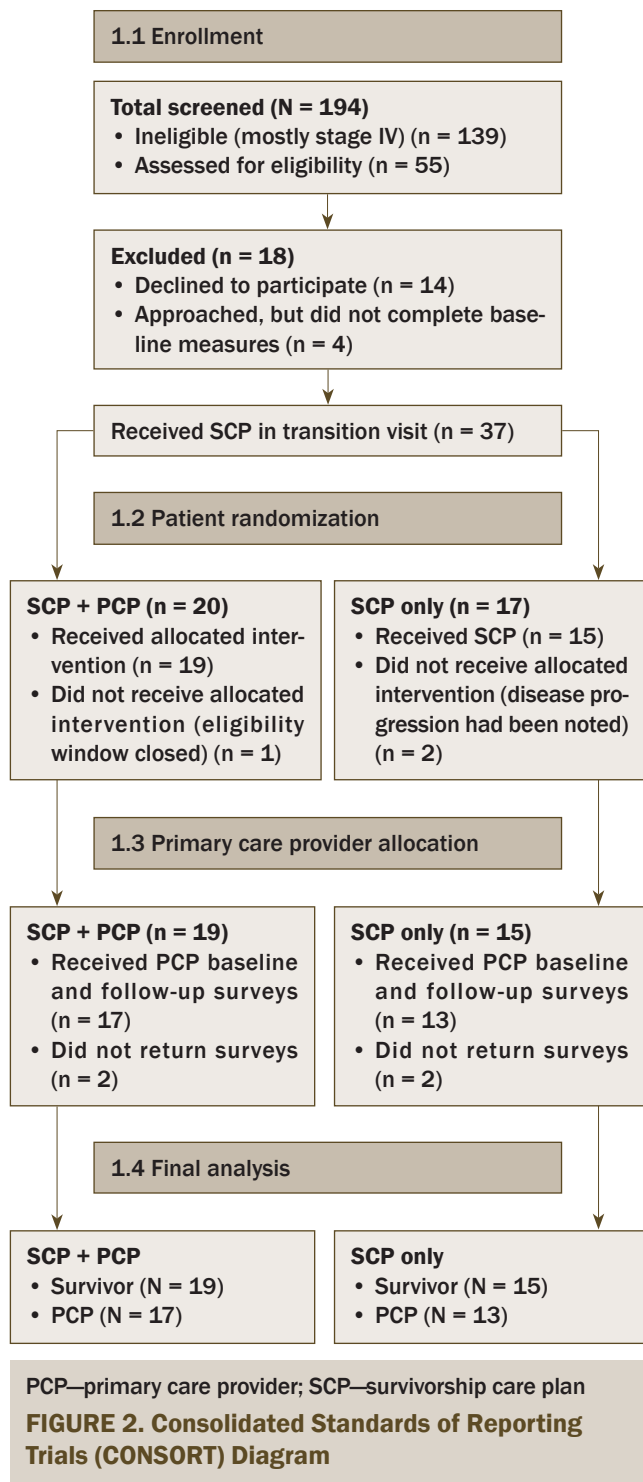 1.1 Enrollment
Total screened (N = 194)
• Ineligible (mostly stage IV) (n = 139)
• Assessed for eligibility (n = 55)
Excluded (n = 18)
• Declined to participate (n = 14)
• Approached, but did not complete base-
line measures (n = 4)
Received SCP in transition visit (n = 37)
1.2 Patient randomization
SCP + PCP (n = 20)
• Received allocated inter-
vention (n = 19)
• Did not receive allocated
intervention (eligibility
window closed) (n = 1)
SCP only (n = 17)
• Received SCP (n = 15)
• Did not receive allocated
intervention (disease pro-
gression had been noted)
(n = 2)
1.3 Primary care provider allocation
SCP + PCP (n = 19)
• Received PCP baseline
and follow-up surveys
(n = 17)
• Did not return surveys
(n = 2)
SCP only (n = 15)
• Received PCP baseline
and follow-up surveys
(n = 13)
• Did not return surveys
(n = 2)
1.4 Final analysis
SCP + PCP
• Survivor (N = 19)
• PCP (N = 17)
SCP only
• Survivor (N = 15)
• PCP (N = 13)
PCP—primary care provider; SCP—survivorship care plan
FIGURE 2. Consolidated Standards of Reporting
Trials (CONSORT) Diagram